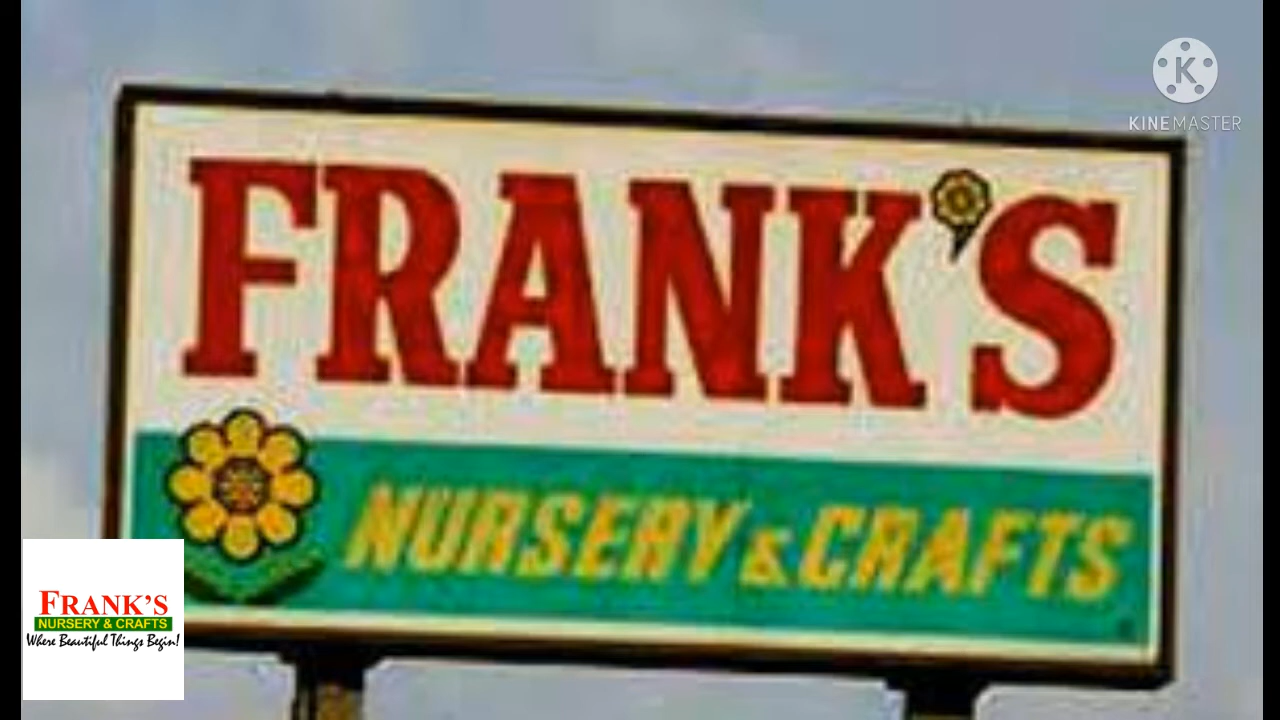 K
KINEMASTER
FRANK'S
NURSERY & CRAFTS
FRANK'S
NURSERY & CRAFTS
Where Beautiful Things Begin!